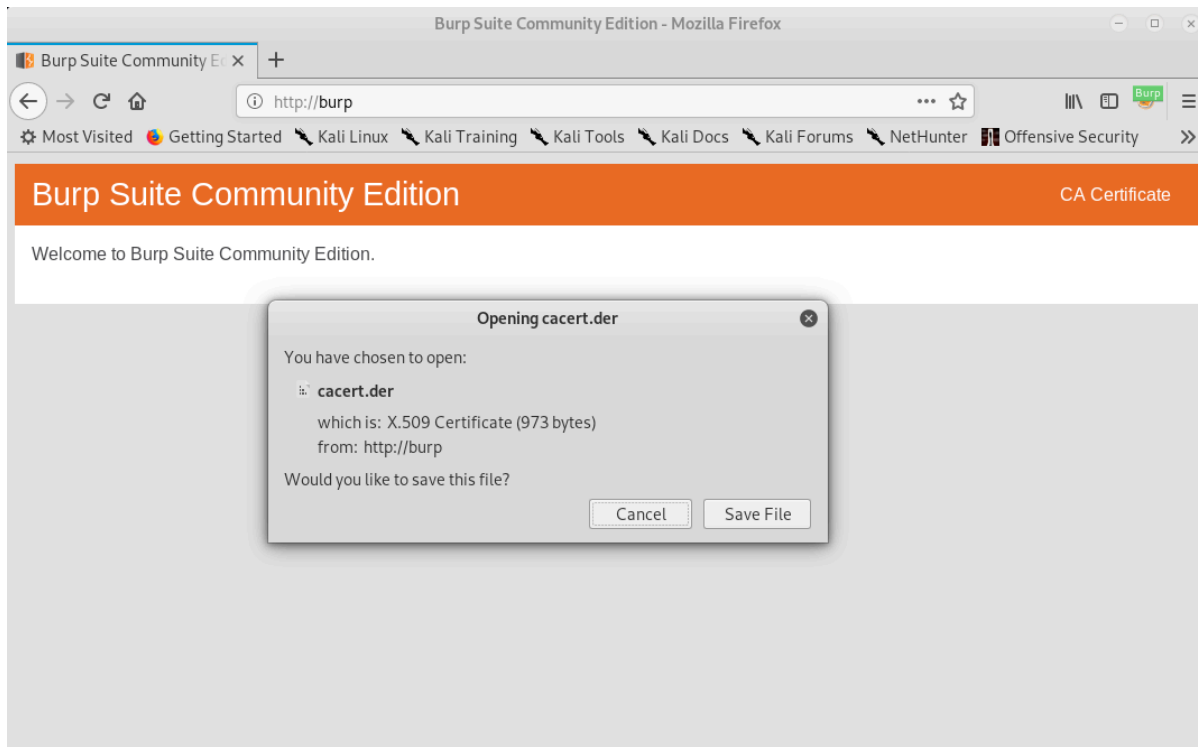 Burp Suite Community Edition - Mozilla Firefox
Burp Suite Community Ed
http://burp
Burp
Most Visited Getting Started Kali Linux Kali Training Kali Tools Kali Docs Kali Forums NetHunter Offensive Security
Burp Suite Community Edition CA Certificate
Welcome to Burp Suite Community Edition.
Opening cacert.der
You have chosen to open:
cacert.der
which is: X.509 Certificate (973 bytes)
from: http://burp
Would you like to save this file?
Cancel Save File